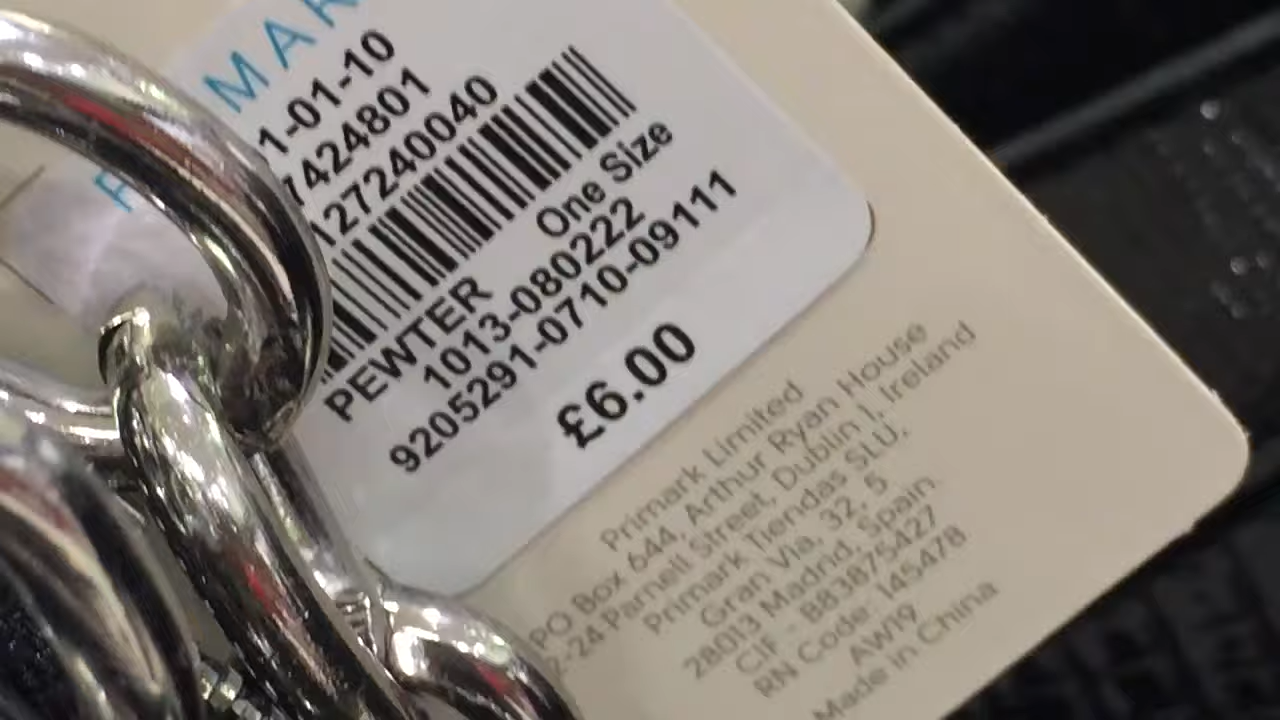 MAR
1-01-10
7424801
127240040
One Size
PEWTER
1013-080222
9205291-0710-09111
£6.00
Primark Limited
PO Box 644, Arthur Ryan House
2-24 Parnell Street, Dublin 1, Ireland
Primark Tiendas SLU,
Gran Via, 32, 5
28013 Madrid, Spain
CIF - B83875427
RN Code: 145478
AW19
Made in China